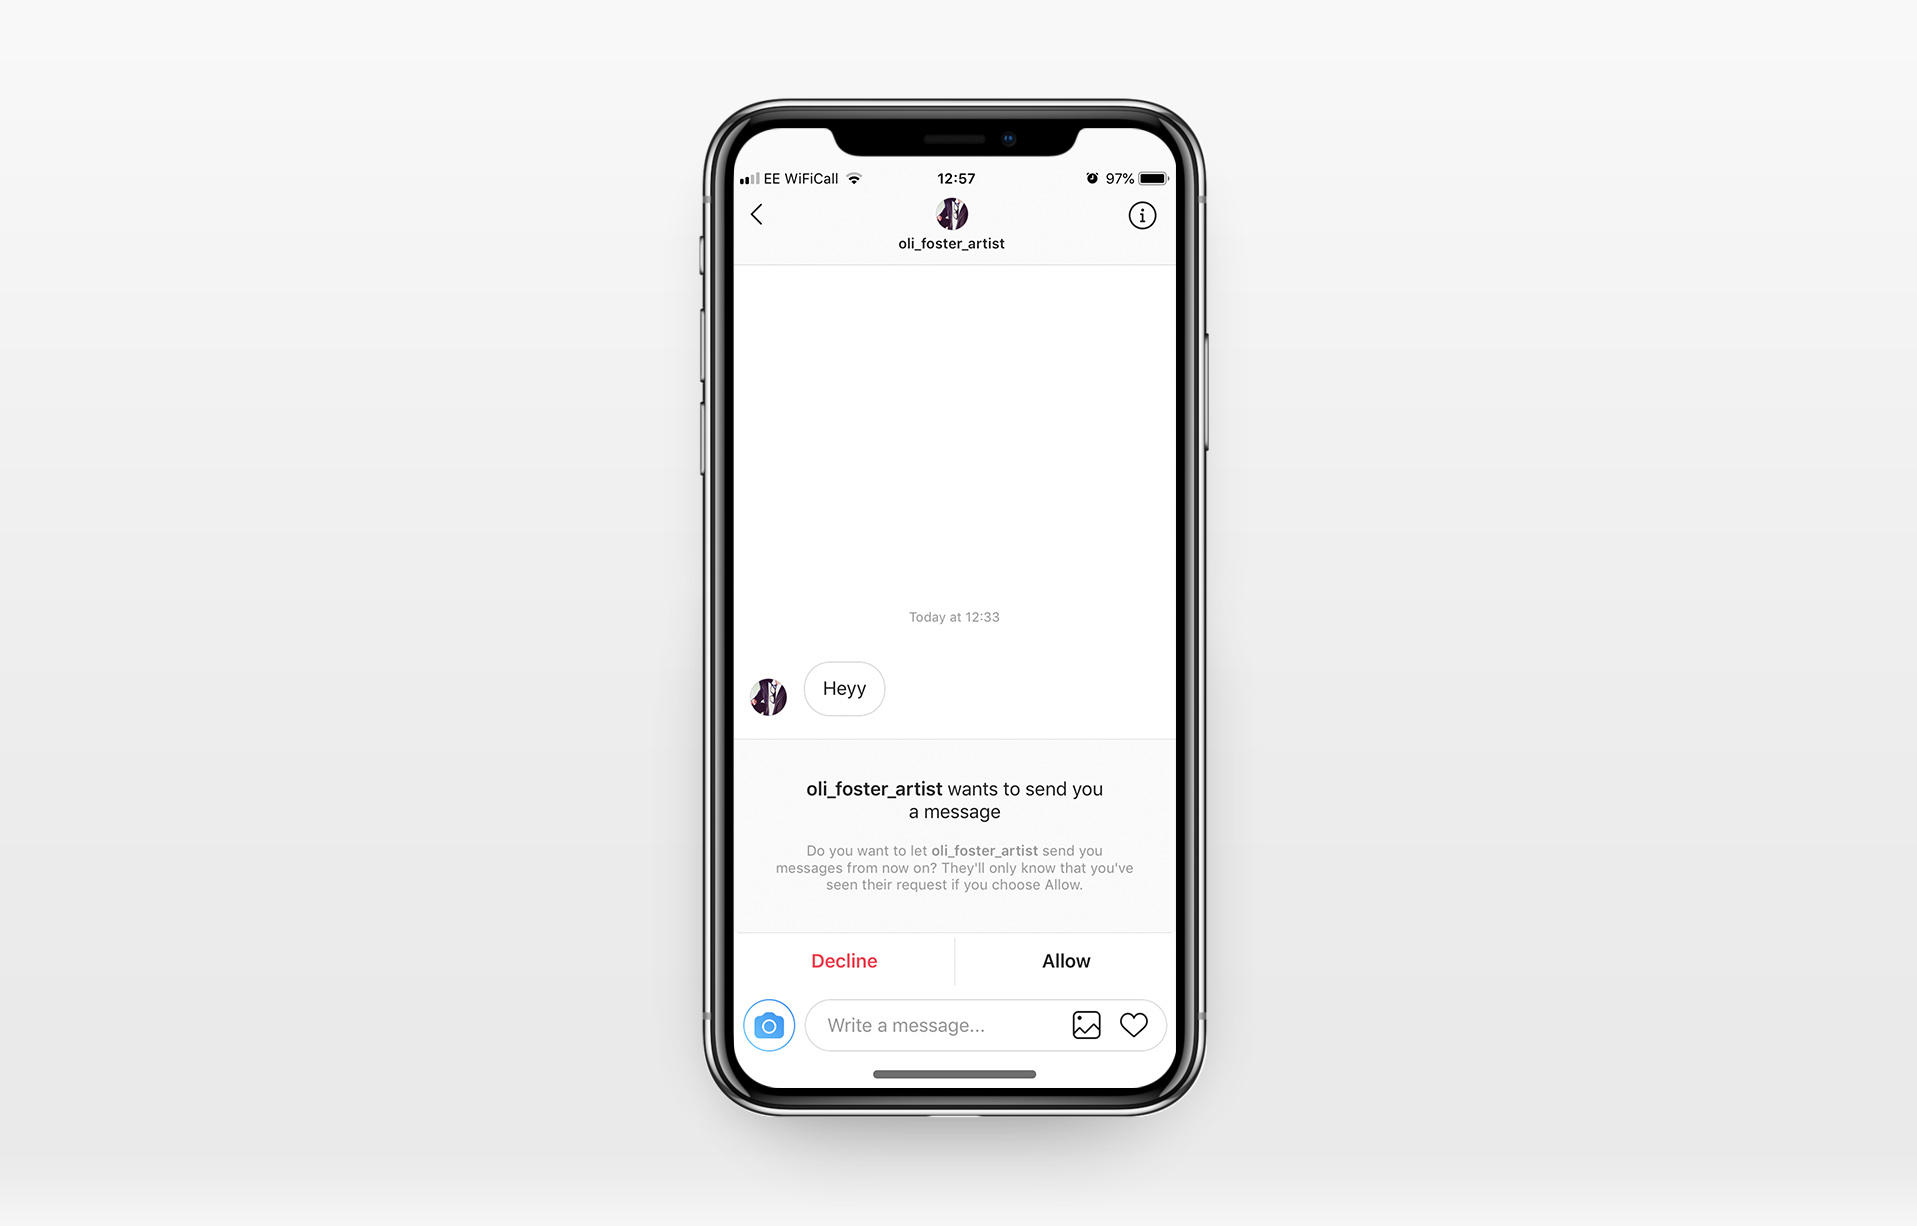 EE WiFiCall 12:57 97%
oli_foster_artist
Today at 12:33
Heyy
oli_foster_artist wants to send you
a message
Do you want to let oli_foster_artist send you
messages from now on? They'll only know that you've
seen their request if you choose Allow.
Decline Allow
Write a message...